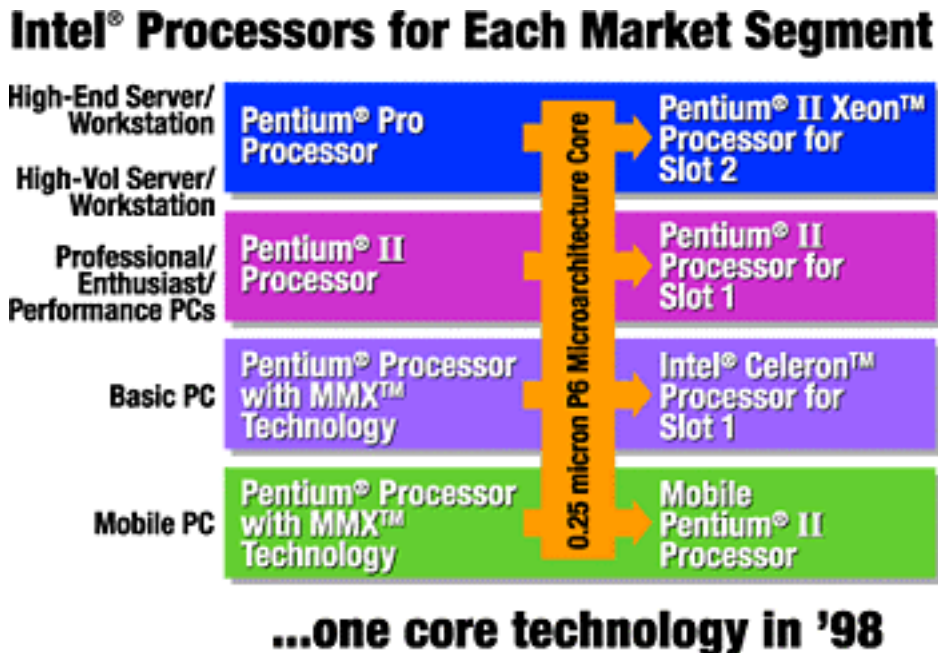 Intel® Processors for Each Market Segment
High-End Server/
Workstation
Pentium® Pro
Processor
Pentium® II Xeon™
Processor for
Slot 2
High-Vol Server/
Workstation
Professional/
Enthusiast/
Performance PCs
Pentium® II
Processor
Pentium® II
Processor for
Slot 1
Basic PC
Pentium® Processor
with MMX™
Technology
Intel® Celeron™
Processor for
Slot 1
Mobile PC
Pentium® Processor
with MMX™
Technology
Mobile
Pentium® II
Processor
0.25 micron P6 Microarchitecture Core
...one core technology in ’98